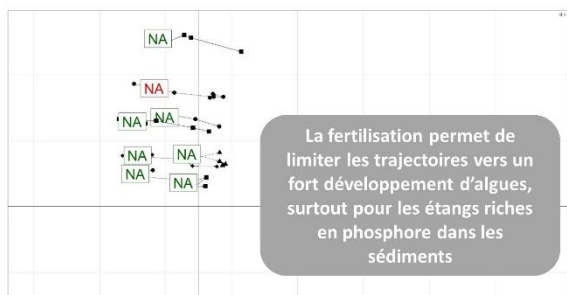 NA
NA
NA NA
NA NA
NA NA
La fertilisation permet de
limiter les trajectoires vers un
fort développement d'algues,
surtout pour les étangs riches
en phosphore dans les
sédiments